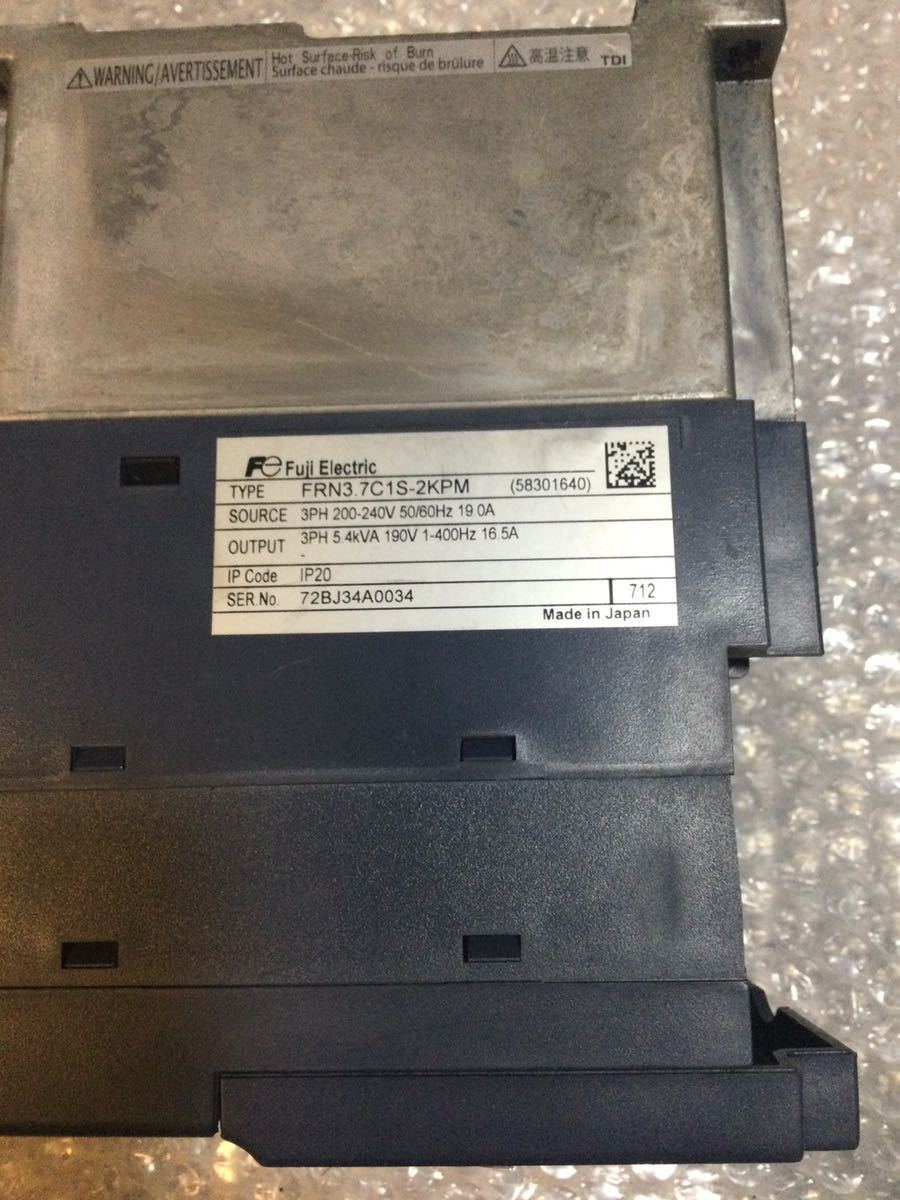 WARNING/AVERTISSEMENT
Hot Surface-Risk of Burn
Surface chaude - risque de brûlure
高温注意 TDI
Fe Fuji Electric
TYPE FRN3.7C1S-2KPM (58301640)
SOURCE 3PH 200-240V 50/60Hz 19.0A
OUTPUT 3PH 5.4kVA 190V 1-400Hz 16.5A
-
IP Code IP20
SER.No. 72BJ34A0034 712
Made in Japan